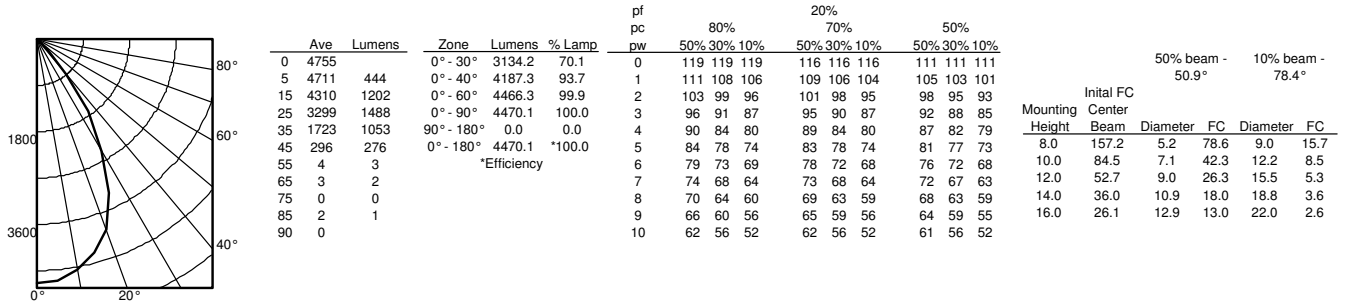 80°
60°
40°
1800
3600
0° 20°
Ave Lumens
0 4755
5 4711 444
15 4310 1202
25 3299 1488
35 1723 1053
45 296 276
55 4 3
65 3 2
75 0 0
85 2 1
90 0
Zone Lumens % Lamp
0° - 30° 3134.2 70.1
0° - 40° 4187.3 93.7
0° - 60° 4466.3 99.9
0° - 90° 4470.1 100.0
90° - 180° 0.0 0.0
0° - 180° 4470.1 *100.0
*Efficiency
pf 20%
pc 80% 70% 50%
pw 50% 30% 10% 50% 30% 10% 50% 30% 10%
0 119 119 119 116 116 116 111 111 111
1 111 108 106 109 106 104 105 103 101
2 103 99 96 101 98 95 98 95 93
3 96 91 87 95 90 87 92 88 85
4 90 84 80 89 84 80 87 82 79
5 84 78 74 83 78 74 81 77 73
6 79 73 69 78 72 68 76 72 68
7 74 68 64 73 68 64 72 67 63
8 70 64 60 69 63 59 68 63 59
9 66 60 56 65 59 56 64 59 55
10 62 56 52 62 56 52 61 56 52
50% beam - 10% beam -
50.9° 78.4°
Inital FC
Mounting Center
Height Beam Diameter FC Diameter FC
8.0 157.2 5.2 78.6 9.0 15.7
10.0 84.5 7.1 42.3 12.2 8.5
12.0 52.7 9.0 26.3 15.5 5.3
14.0 36.0 10.9 18.0 18.8 3.6
16.0 26.1 12.9 13.0 22.0 2.6